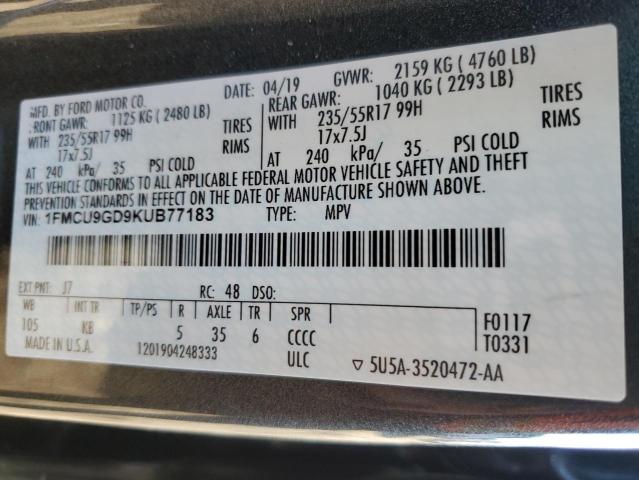 MFD. BY FORD MOTOR CO. DATE: 04/19 GVWR: 2159 KG ( 4760 LB)
RONT GAWR: 1125 KG ( 2480 LB) REAR GAWR: 1040 KG ( 2293 LB)
WITH 235/55R17 99H TIRES WITH 235/55R17 99H TIRES
17x7.5J RIMS 17x7.5J RIMS
AT 240 kPa/ 35 PSI COLD AT 240 kPa/ 35 PSI COLD
THIS VEHICLE CONFORMS TO ALL APPLICABLE FEDERAL MOTOR VEHICLE SAFETY AND THEFT
PREVENTION STANDARDS IN EFFECT ON THE DATE OF MANUFACTURE SHOWN ABOVE.
VIN: 1FMCU9GD9KUB77183 TYPE: MPV
EXT PNT: J7 RC: 48 DSO:
WB INT TR TP/PS R AXLE TR SPR
105 KB 5 35 6 CCCC F0117
MADE IN U.S.A. 1201904248333 ULC T0331
▽ 5U5A-3520472-AA